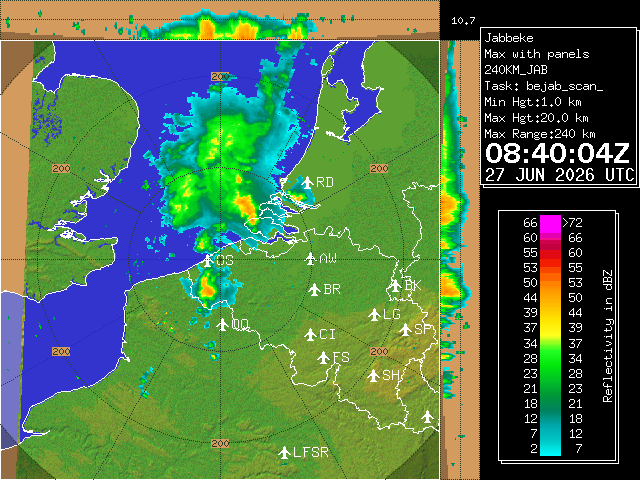 10.7
Jabbeke
Max with panels
240KM_JAB
Task: bejab_scan_
Min Hgt:1.0 km
Max Hgt:20.0 km
Max Range:240 km
08:40:04Z
27 JUN 2026 UTC
200
200
200
RD
OS
AW
BR
BK
LG
QO
CI
SP
200
FS
SH
200
LFSR
66 >72
60 66
55 60
53 55
50 53
44 50
39 44
37 39
34 37
28 34
23 28
21 23
18 21
12 18
7 12
2 7
Reflectivity in dBZ